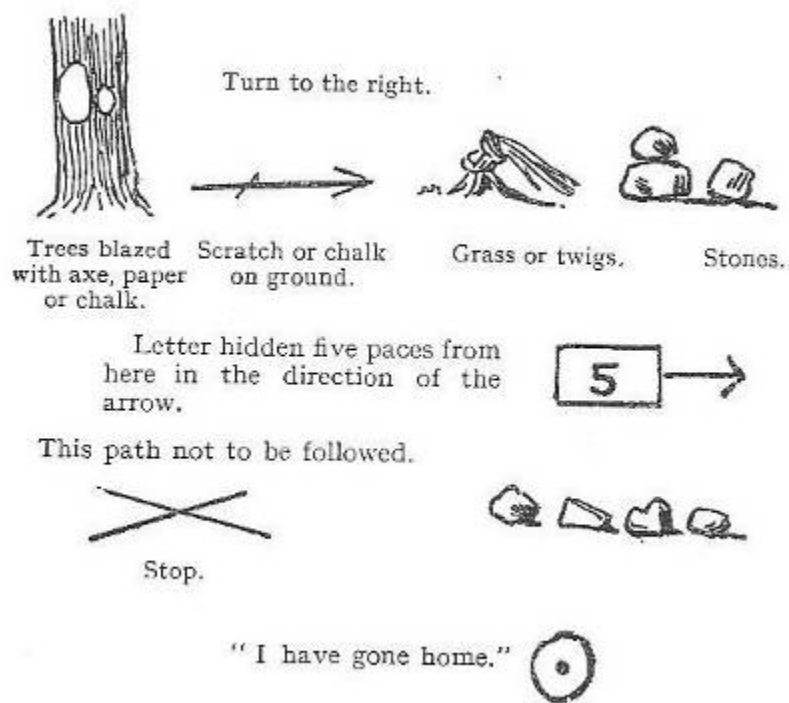 Turn to the right.
Trees blazed
with axe, paper
or chalk.
Scratch or chalk
on ground.
Grass or twigs.
Stones.
Letter hidden five paces from
here in the direction of the
arrow.
5
This path not to be followed.
Stop.
"I have gone home."